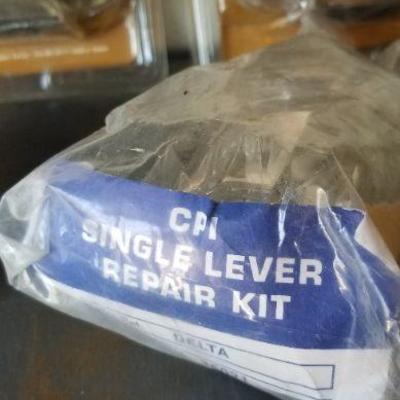 CPI
SINGLE LEVER
REPAIR KIT
DELTA